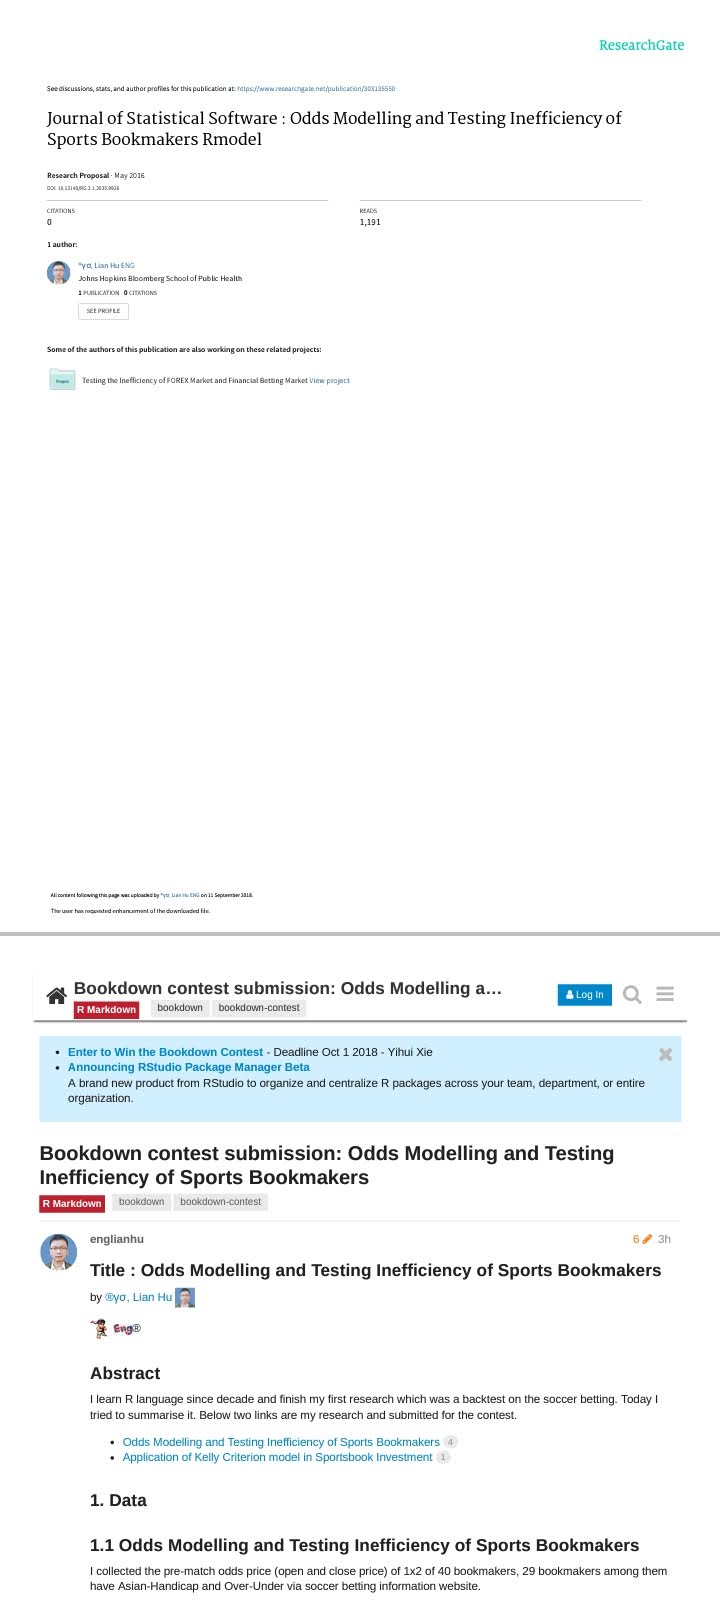 ResearchGate
See discussions, stats, and author profiles for this publication at: https://www.researchgate.net/publication/303135550
Journal of Statistical Software : Odds Modelling and Testing Inefficiency of
Sports Bookmakers Rmodel
Research Proposal · May 2016
DOI: 10.13140/RG.2.1.3035.9926
CITATIONS
0
READS
1,191
1 author:
®γσ, Lian Hu ENG
Johns Hopkins Bloomberg School of Public Health
1 PUBLICATION 0 CITATIONS
SEE PROFILE
Some of the authors of this publication are also working on these related projects:
Project
Testing the Inefficiency of FOREX Market and Financial Betting Market View project
All content following this page was uploaded by ®γσ, Lian Hu ENG on 11 September 2018.
The user has requested enhancement of the downloaded file.
Bookdown contest submission: Odds Modelling a…
R Markdown bookdown bookdown-contest
Log In
• Enter to Win the Bookdown Contest - Deadline Oct 1 2018 - Yihui Xie
• Announcing RStudio Package Manager Beta
A brand new product from RStudio to organize and centralize R packages across your team, department, or entire
organization.
Bookdown contest submission: Odds Modelling and Testing
Inefficiency of Sports Bookmakers
R Markdown bookdown bookdown-contest
englianhu 6 3h
Title : Odds Modelling and Testing Inefficiency of Sports Bookmakers
by ®γσ, Lian Hu
Eng®
Abstract
I learn R language since decade and finish my first research which was a backtest on the soccer betting. Today I
tried to summarise it. Below two links are my research and submitted for the contest.
• Odds Modelling and Testing Inefficiency of Sports Bookmakers 4
• Application of Kelly Criterion model in Sportsbook Investment 1
1. Data
1.1 Odds Modelling and Testing Inefficiency of Sports Bookmakers
I collected the pre-match odds price (open and close price) of 1x2 of 40 bookmakers, 29 bookmakers among them
have Asian-Handicap and Over-Under via soccer betting information website.